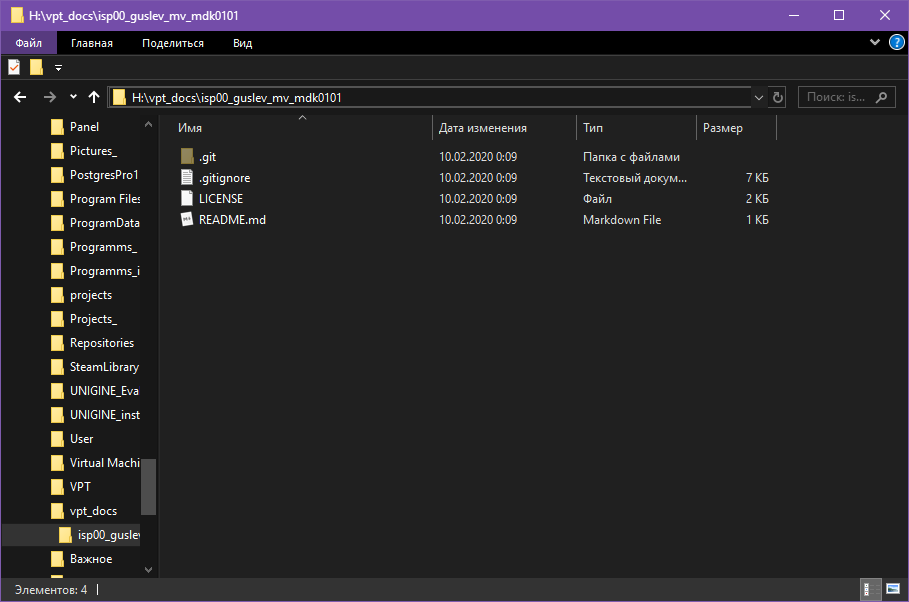 H:\vpt_docs\isp00_guslev_mv_mdk0101
Файл Главная Поделиться Вид
H:\vpt_docs\isp00_guslev_mv_mdk0101 Поиск: is...
Panel
Pictures_
PostgresPro1
Program Files
ProgramData
Programms_
Programms_i
projects
Projects_
Repositories
SteamLibrary
UNIGINE_Eva
UNIGINE_inst
User
Virtual Machi
VPT
vpt_docs
isp00_guslev
Важное
Имя Дата изменения Тип Размер
.git 10.02.2020 0:09 Папка с файлами
.gitignore 10.02.2020 0:09 Текстовый докум... 7 КБ
LICENSE 10.02.2020 0:09 Файл 2 КБ
README.md 10.02.2020 0:09 Markdown File 1 КБ
Элементов: 4